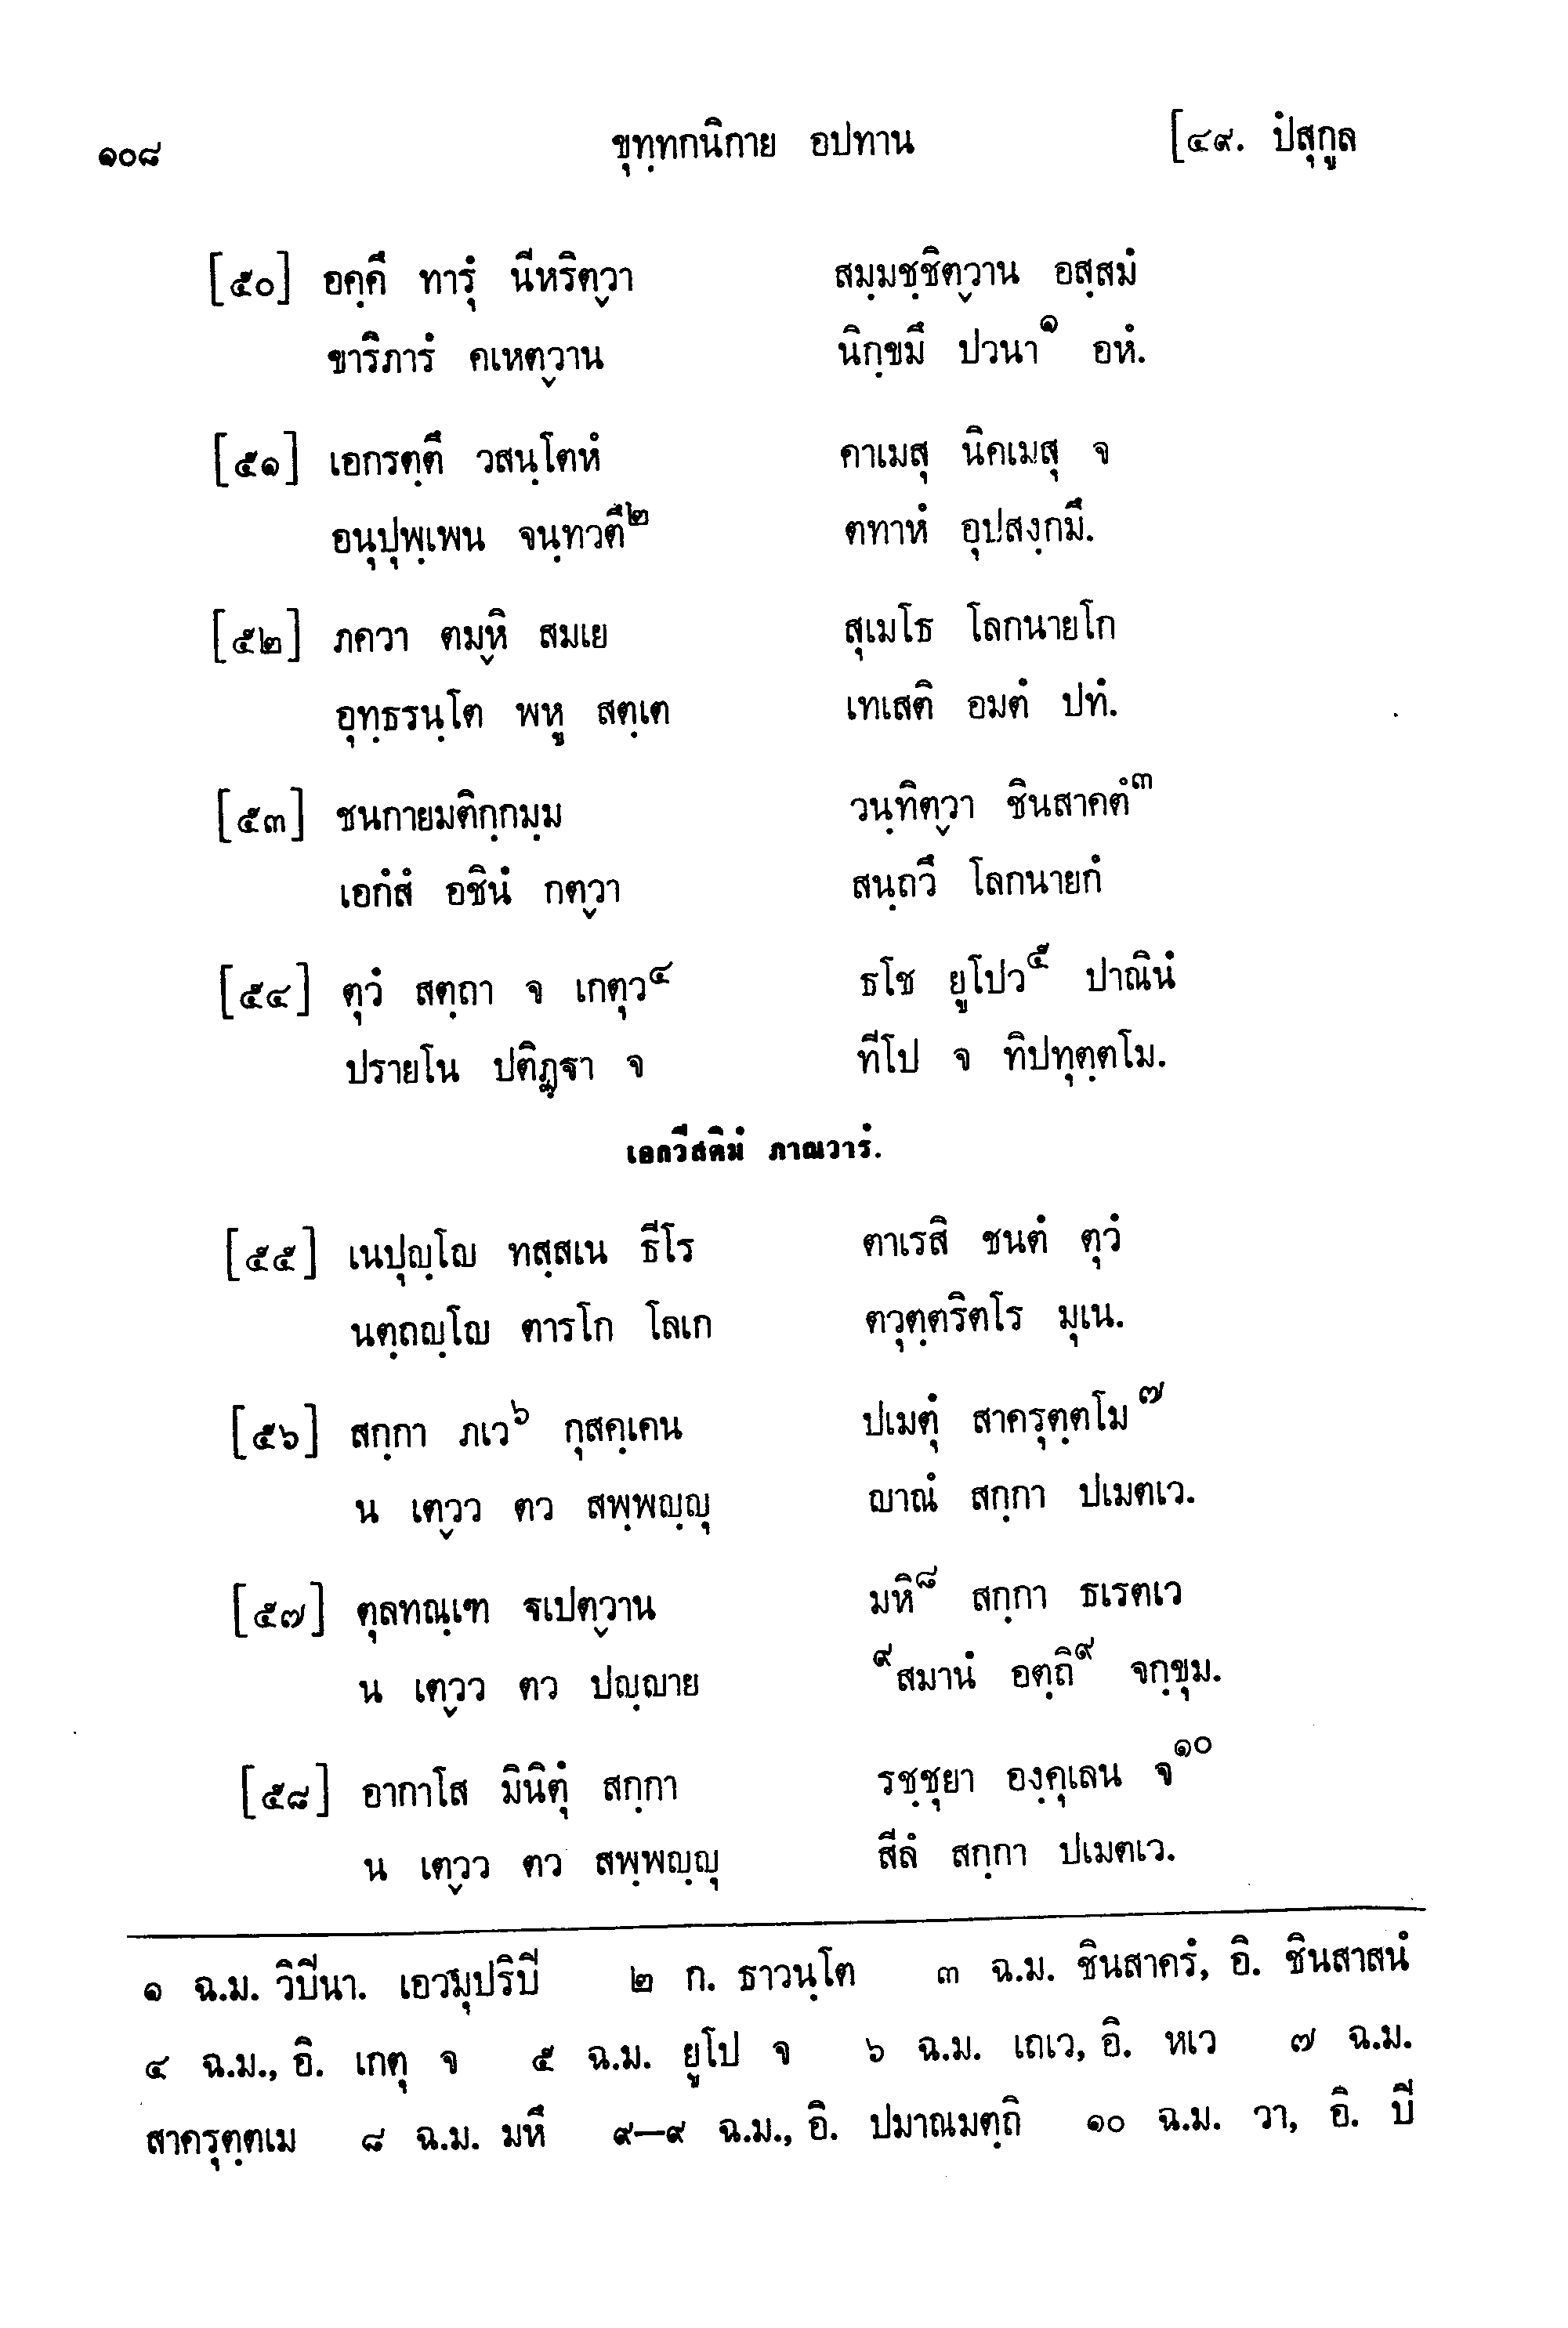 ๑๐๘ ขุทฺทกนิกาย อปทาน [๔๙. ปํสุกูล
[๕๐] อคฺคึ ทารุํ นีหริตฺวา สมฺมชฺชิตฺวาน อสฺสมํ
ขาริภารํ คเหตฺวาน นิกฺขมึ ปวนา๑ อหํ.
[๕๑] เอกรตฺตึ วสนฺโตหํ คาเมสุ นิคเมสุ จ
อนุปุพฺเพน จนฺทวตึ๒ ตทาหํ อุปสงฺกมึ.
[๕๒] ภควา ตมฺหิ สมเย สุเมโธ โลกนายโก
อุทฺธรนฺโต พหู สตฺเต เทเสติ อมตํ ปทํ.
[๕๓] ชนกายมติกฺกมฺม วนฺทิตฺวา ชินสาคตํ๓
เอกํสํ อชินํ กตฺวา สนฺถวึ โลกนายกํ
[๕๔] ตุวํ สตฺถา จ เกตุว๔ ธโช ยูโปว๕ ปาณินํ
ปรายโน ปติฏฺฐา จ ทีโป จ ทิปทุตฺตโม.
เอกวีสติมํ ภาณวารํ.
[๕๕] เนปุญฺโญ ทสฺสเน ธีโร ตาเรสิ ชนตํ ตุวํ
นตฺถญฺโญ ตารโก โลเก ตวุตฺตริตโร มุเน.
[๕๖] สกฺกา ภเว๖ กุสคฺเคน ปเมตุํ สาครุตฺตโม๗
น เตฺวว ตว สพฺพญฺญุ ญาณํ สกฺกา ปเมตเว.
[๕๗] ตุลทณฺเฑ ฐเปตฺวาน มหิ๘ สกฺกา ธเรตเว
น เตฺวว ตว ปญฺญาย ๙สมานํ อตฺถิ๙ จกฺขุม.
[๕๘] อากาโส มินิตุํ สกฺกา รชฺชุยา องฺคุเลน จ๑๐
น เตฺวว ตว สพฺพญฺญุ สีลํ สกฺกา ปเมตเว.
๑ ฉ.ม. วิปีนา. เอวมุปริปี ๒ ก. ธาวนฺโต ๓ ฉ.ม. ชินสาครํ, อิ. ชินสาสนํ
๔ ฉ.ม., อิ. เกตุ จ ๕ ฉ.ม. ยูโป จ ๖ ฉ.ม. เถเว, อิ. หเว ๗ ฉ.ม.
สาครุตฺตเม ๘ ฉ.ม. มหึ ๙—๙ ฉ.ม., อิ. ปมาณมตฺถิ ๑๐ ฉ.ม. วา, อิ. ปี